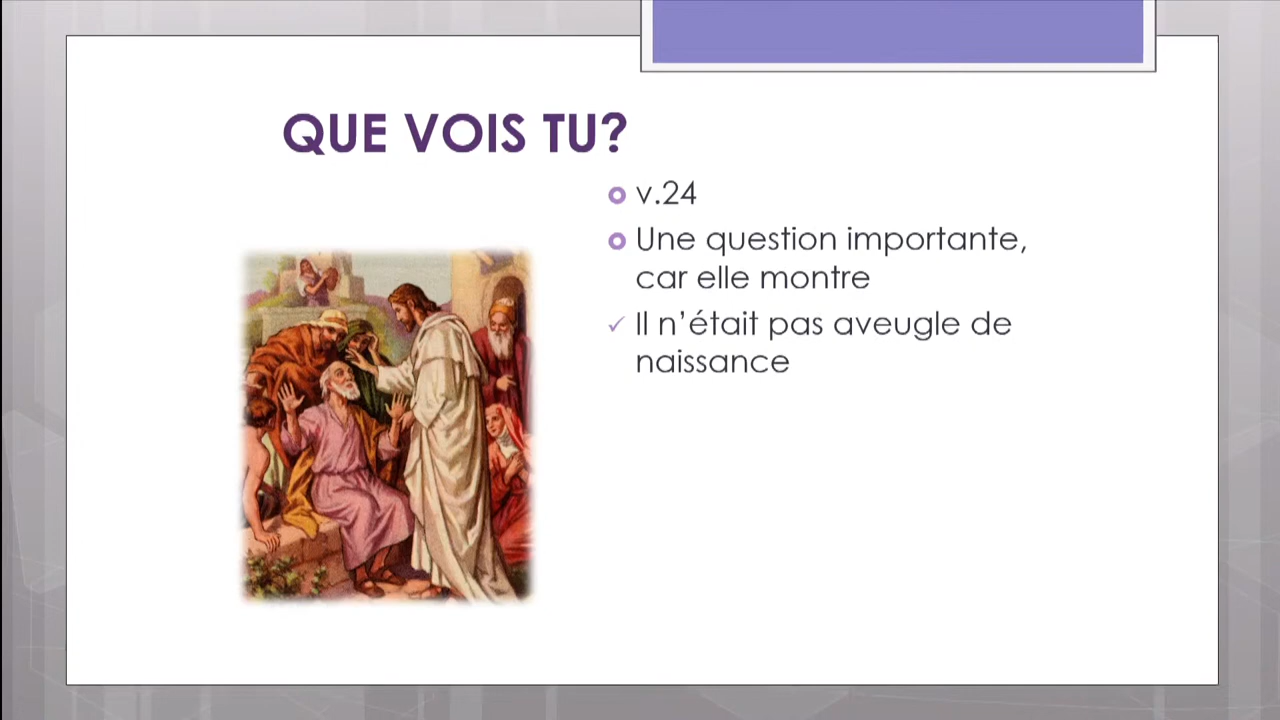 QUE VOIS TU?
v.24
Une question importante,
car elle montre
Il n’était pas aveugle de
naissance